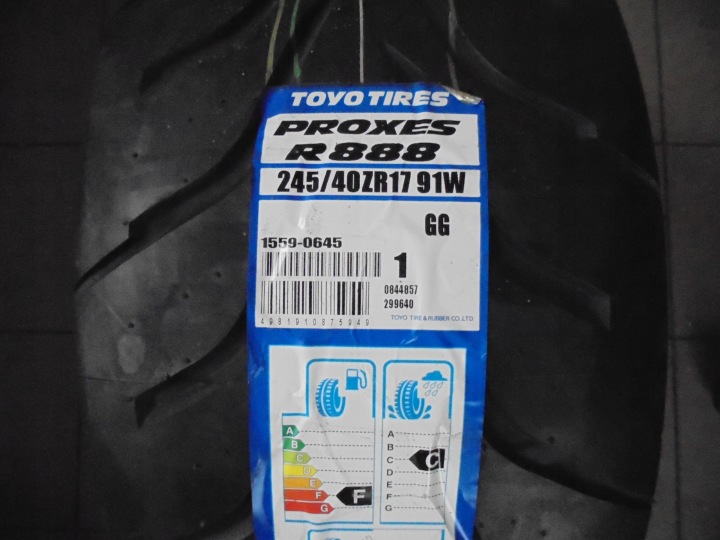 TOYO TIRES
PROXES
R888
245/40ZR17 91W
GG
1559-0645
1
0844857
299640
4981910875949
TOYO TIRE & RUBBER CO.,LTD.
A
B
C
D
E
F
G
F
A
B
C
D
E
F
G
C